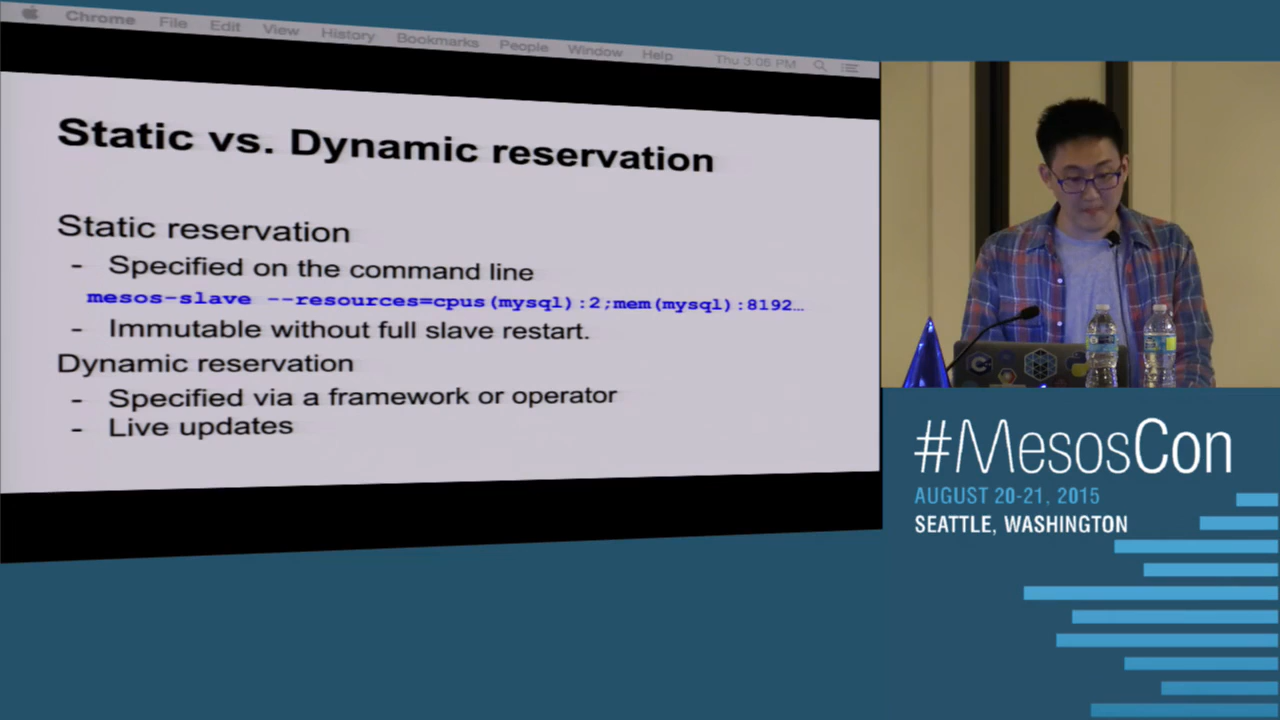 Chrome File Edit View History Bookmarks People Window Help Thu 3:06 PM
Static vs. Dynamic reservation
Static reservation
- Specified on the command line
mesos-slave --resources=cpus(mysql):2;mem(mysql):8192…
- Immutable without full slave restart.
Dynamic reservation
- Specified via a framework or operator
- Live updates
#MesosCon
AUGUST 20-21, 2015
SEATTLE, WASHINGTON